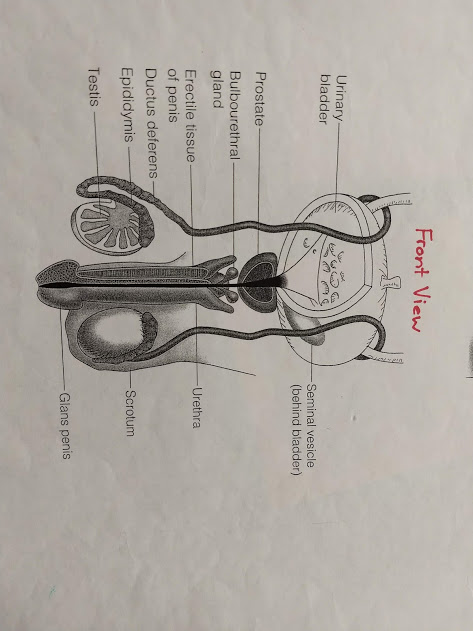 Front View
Urinary
bladder
Prostate
Bulbourethral
gland
Erectile tissue
of penis
Ductus deferens
Epididymis
Testis
Seminal vesicle
(behind bladder)
Urethra
Scrotum
Glans penis